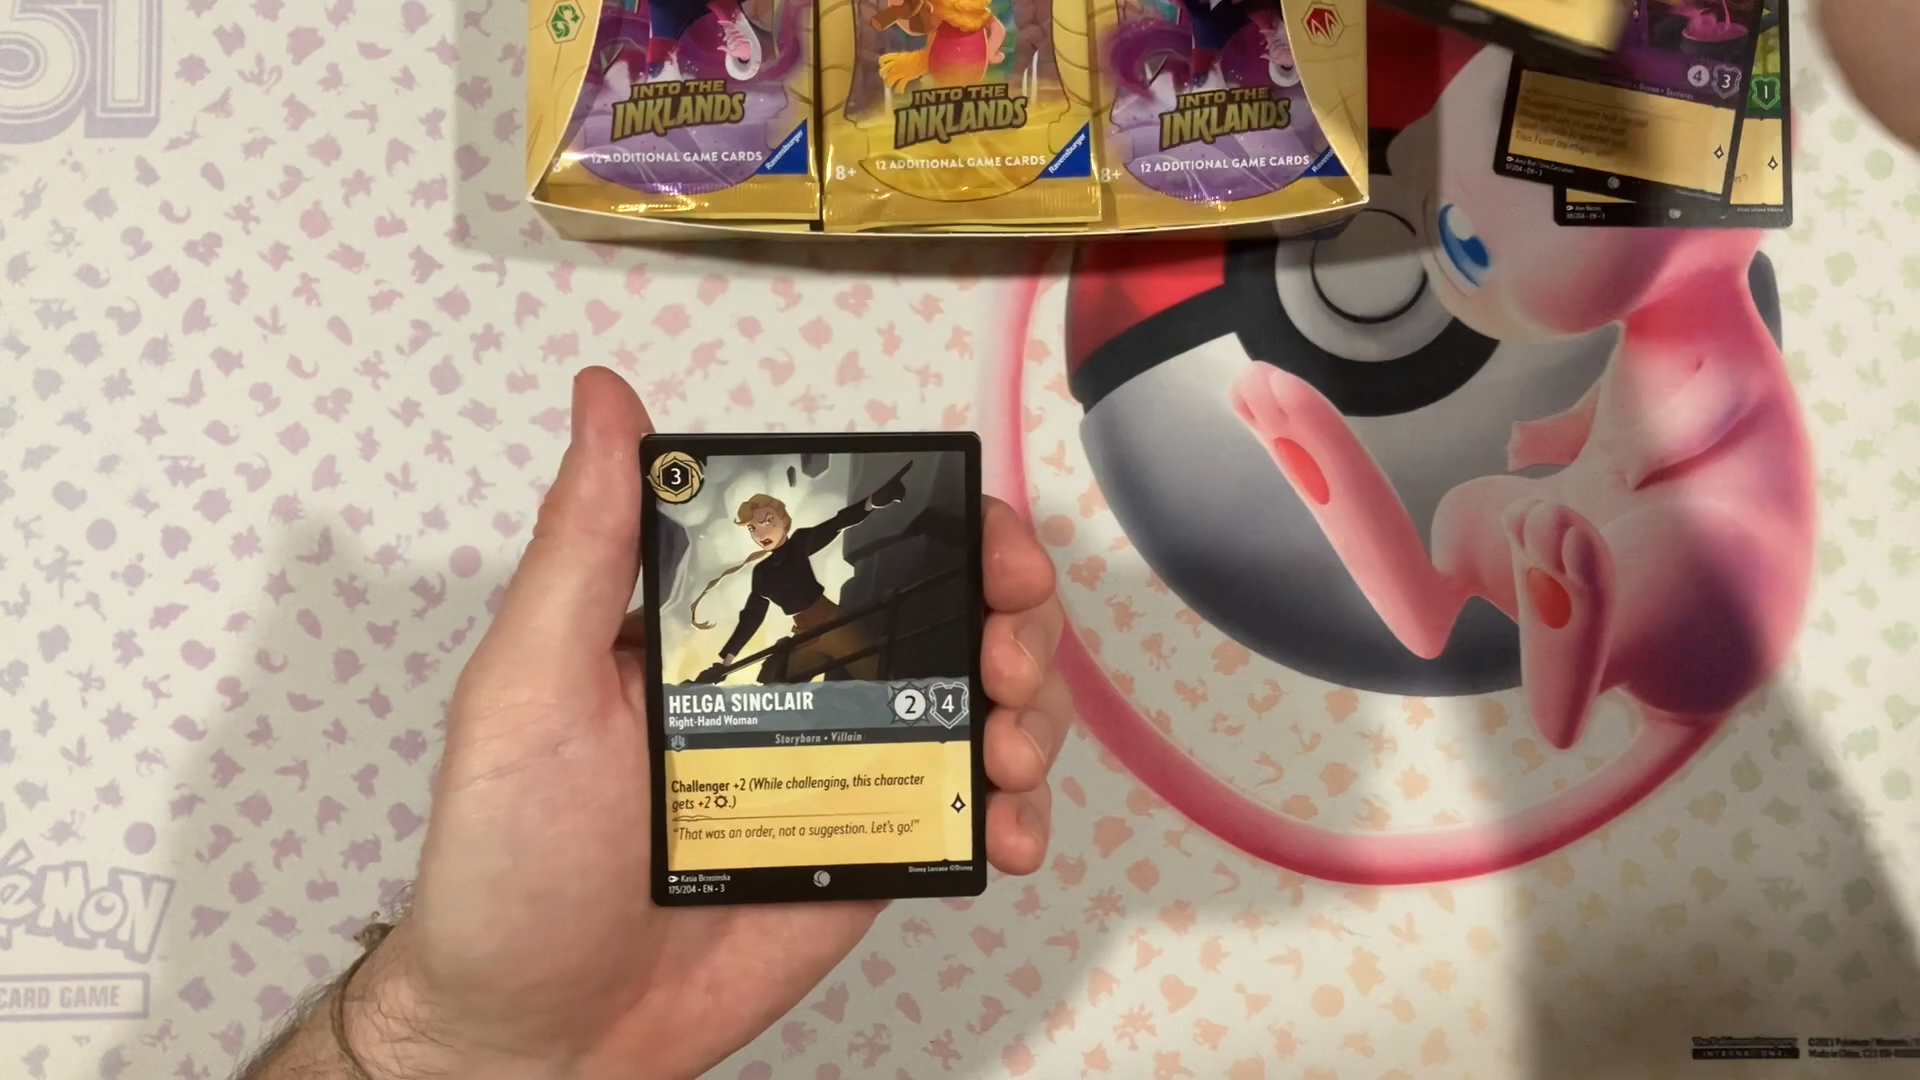 51
INTO THE
INKLANDS
12 ADDITIONAL GAME CARDS
Ravensburger
INTO THE
INKLANDS
8+
12 ADDITIONAL GAME CARDS
Ravensburger
INTO THE
INKLANDS
8+
12 ADDITIONAL GAME CARDS
4
3
1
3
HELGA SINCLAIR
2
4
Right-Hand Woman
Storyborn • Villain
Challenger +2 (While challenging, this character
gets +2 .)
"That was an order, not a suggestion. Let's go!"
Kasia Brzezinska
175/204 • EN • 3
Disney Lorcana ©Disney
CARD GAME